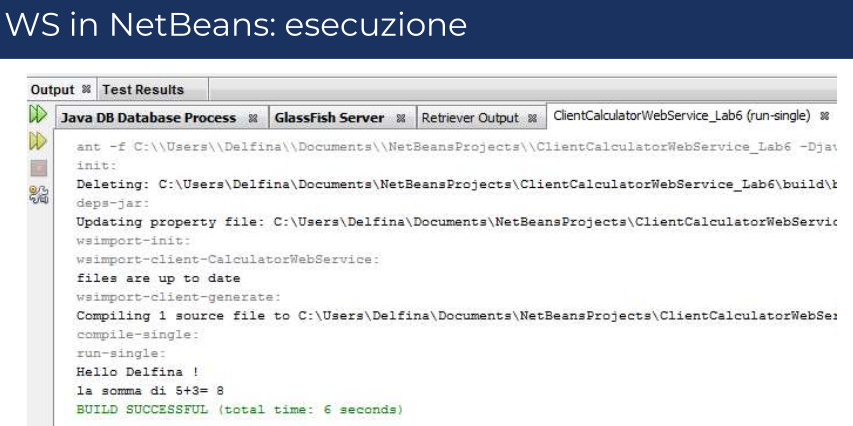 WS in NetBeans: esecuzione
Output Test Results
Java DB Database Process GlassFish Server Retriever Output ClientCalculatorWebService_Lab6 (run-single)
ant -f C:\\Users\\Delfina\\Documents\\NetBeansProjects\\ClientCalculatorWebService_Lab6 -Djav
init:
Deleting: C:\Users\Delfina\Documents\NetBeansProjects\ClientCalculatorWebService_Lab6\build\b
deps-jar:
Updating property file: C:\Users\Delfina\Documents\NetBeansProjects\ClientCalculatorWebServic
wsimport-init:
wsimport-client-CalculatorWebService:
files are up to date
wsimport-client-generate:
Compiling 1 source file to C:\Users\Delfina\Documents\NetBeansProjects\ClientCalculatorWebSer
compile-single:
run-single:
Hello Delfina !
la somma di 5+3= 8
BUILD SUCCESSFUL (total time: 6 seconds)